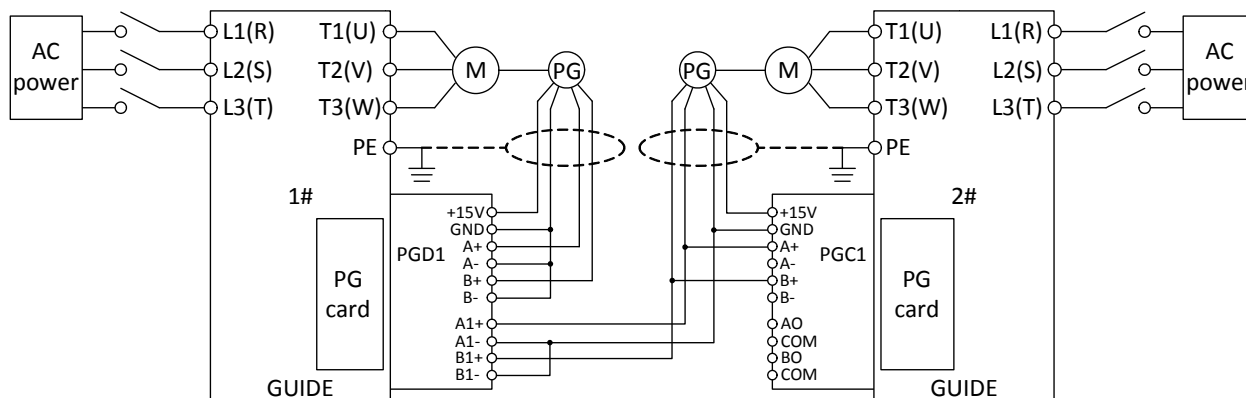 AC
power
L1(R)
L2(S)
L3(T)
T1(U)
T2(V)
T3(W)
PE
M
PG
1#
PG
card
GUIDE
PGD1
+15V
GND
A+
A-
B+
B-
A1+
A1-
B1+
B1-
PG
M
T1(U)
T2(V)
T3(W)
PE
L1(R)
L2(S)
L3(T)
AC
power
2#
PGC1
+15V
GND
A+
A-
B+
B-
AO
COM
BO
COM
PG
card
GUIDE